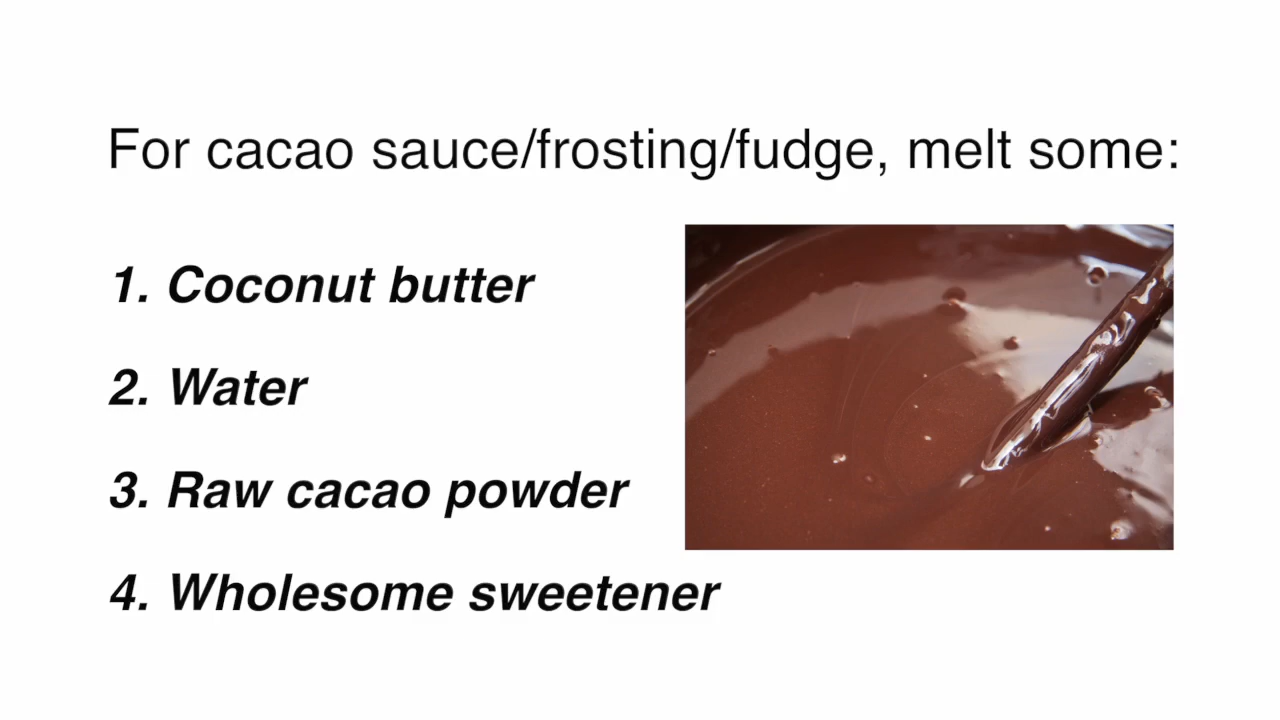 For cacao sauce/frosting/fudge, melt some:
1. Coconut butter
2. Water
3. Raw cacao powder
4. Wholesome sweetener